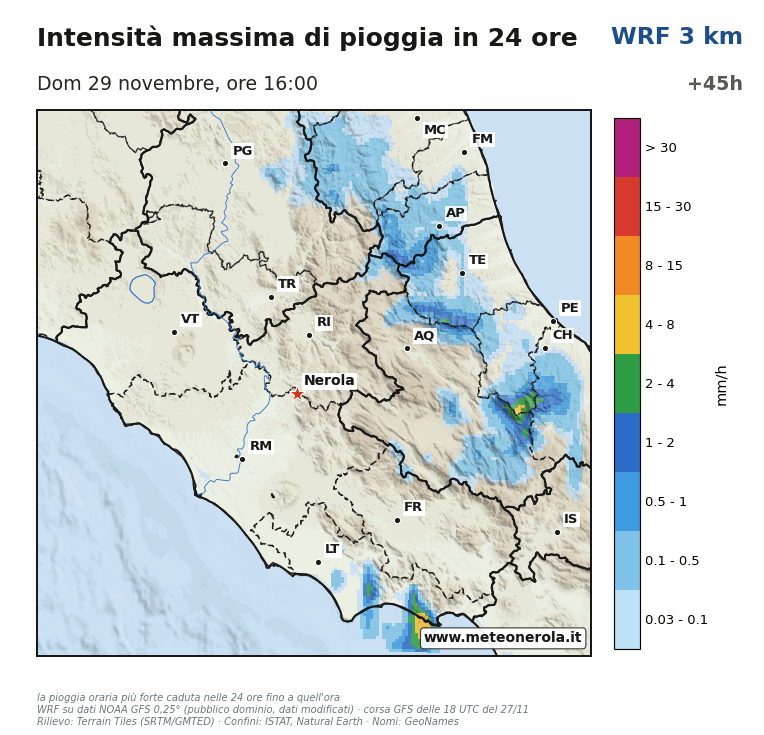 Intensità massima di pioggia in 24 ore
WRF 3 km
Dom 29 novembre, ore 16:00
+45h
MC
FM
PG
AP
TE
TR
PE
VT
RI
AQ
CH
Nerola
RM
FR
IS
LT
www.meteonerola.it
> 30
15 - 30
8 - 15
4 - 8
2 - 4
1 - 2
0.5 - 1
0.1 - 0.5
0.03 - 0.1
mm/h
la pioggia oraria più forte caduta nelle 24 ore fino a quell'ora
WRF su dati NOAA GFS 0,25° (pubblico dominio, dati modificati) · corsa GFS delle 18 UTC del 27/11
Rilievo: Terrain Tiles (SRTM/GMTED) · Confini: ISTAT, Natural Earth · Nomi: GeoNames